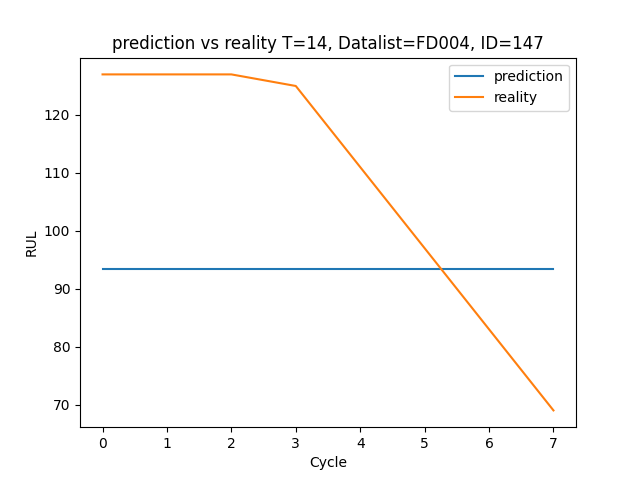 prediction vs reality T=14, Datalist=FD004, ID=147
prediction
reality
120
110
100
90
80
70
RUL
0 1 2 3 4 5 6 7
Cycle